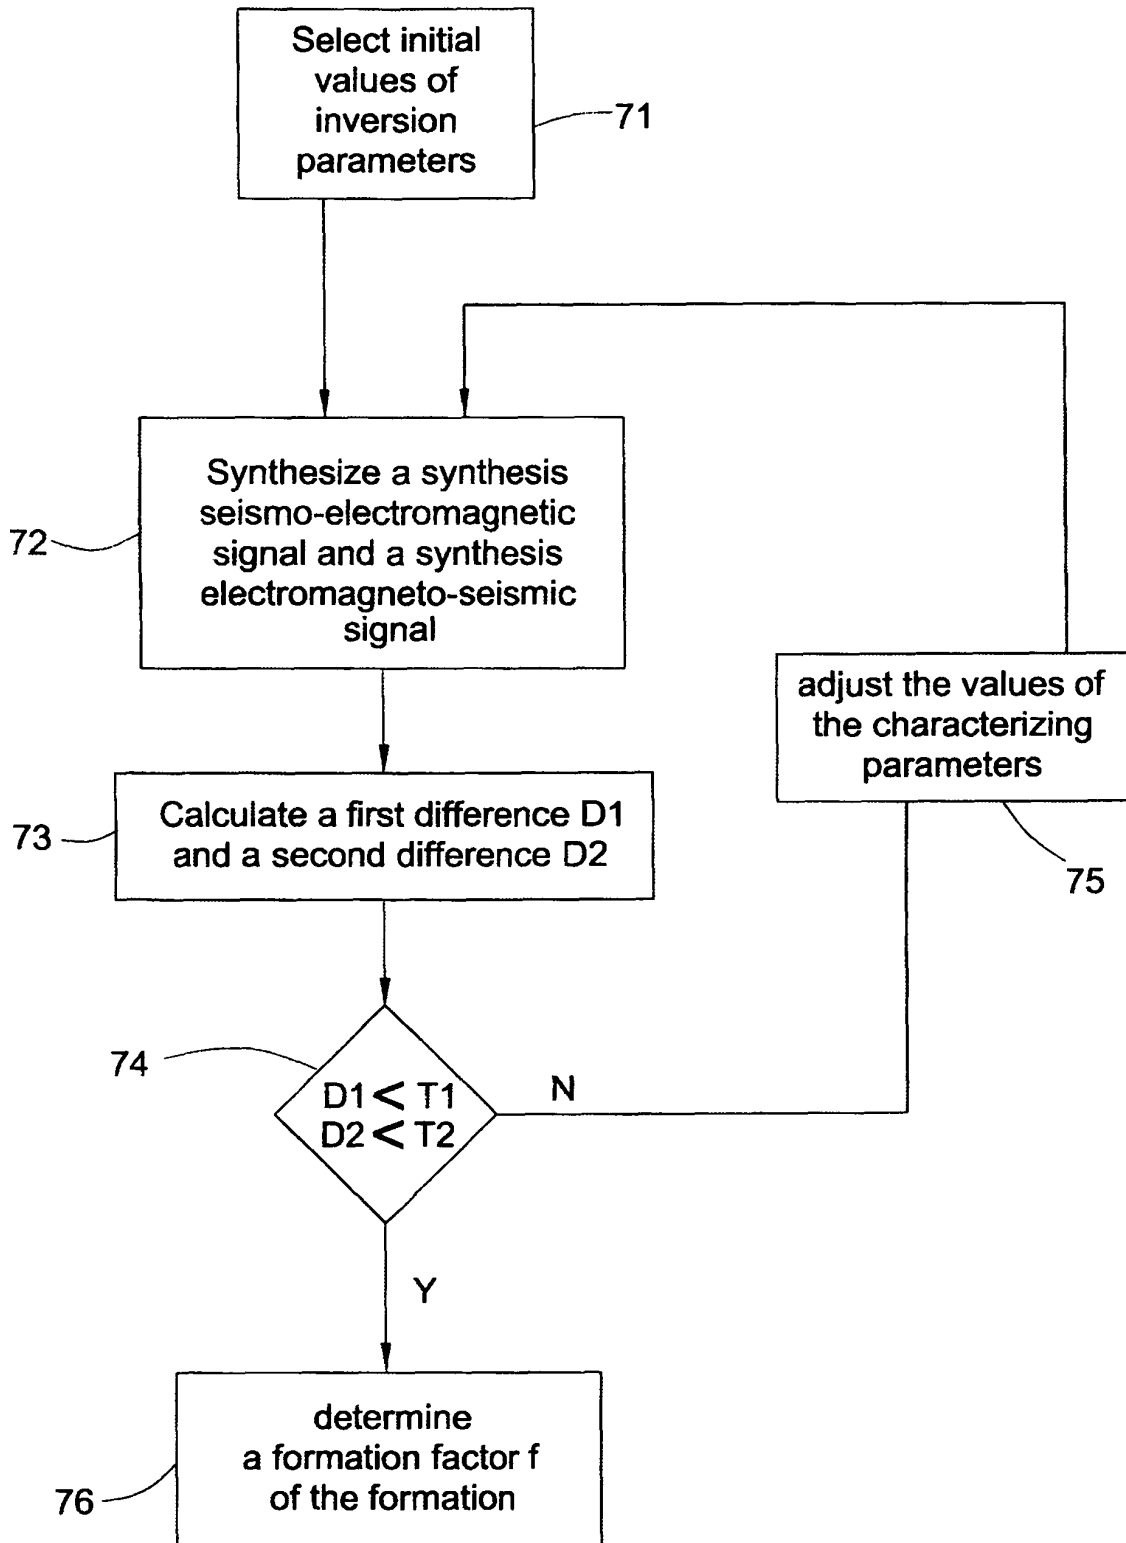 Select initial
values of
inversion
parameters
71
Synthesize a synthesis
seismo-electromagnetic
signal and a synthesis
electromagneto-seismic
signal
72
adjust the values of
the characterizing
parameters
75
Calculate a first difference D1
and a second difference D2
73
74
D1 < T1
D2 < T2
N
Y
determine
a formation factor f
of the formation
76